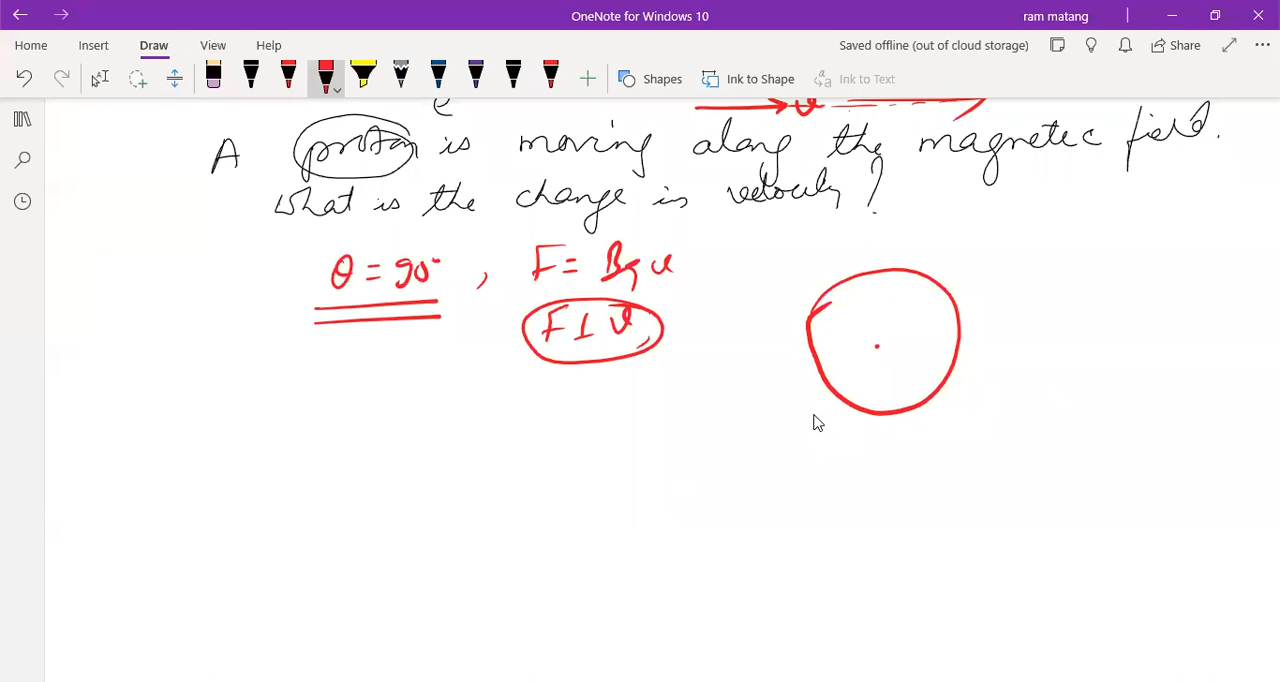 OneNote for Windows 10
ram matang
Home Insert Draw View Help
Saved offline (out of cloud storage)
Share
Shapes
Ink to Shape
Ink to Text
e
v
A proton is moving along the magnetic field.
what is the change in velocity?
θ = 90° , F = Bqv
F ⊥ v,